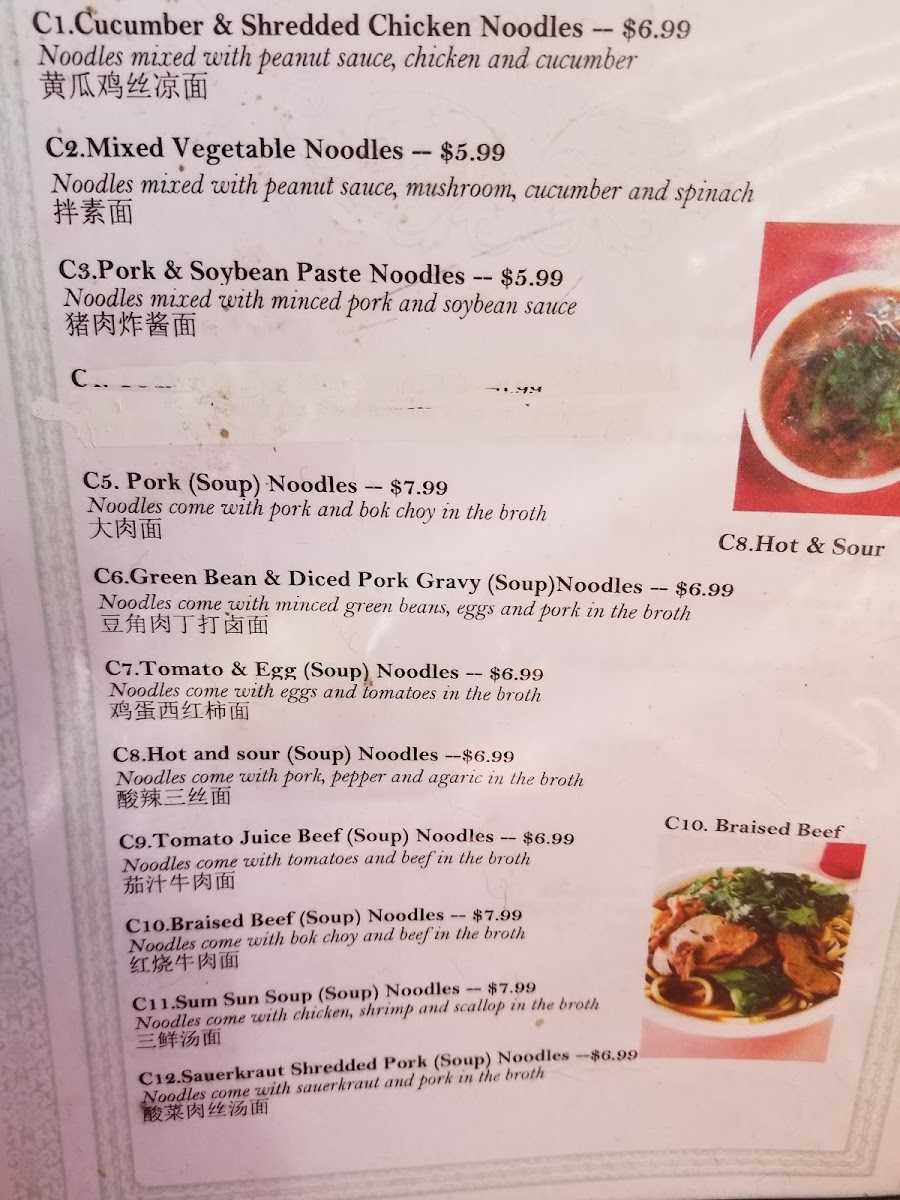 C1.Cucumber & Shredded Chicken Noodles -- $6.99
Noodles mixed with peanut sauce, chicken and cucumber
黄瓜鸡丝凉面
C2.Mixed Vegetable Noodles -- $5.99
Noodles mixed with peanut sauce, mushroom, cucumber and spinach
拌素面
C3.Pork & Soybean Paste Noodles -- $5.99
Noodles mixed with minced pork and soybean sauce
猪肉炸酱面
C5. Pork (Soup) Noodles -- $7.99
Noodles come with pork and bok choy in the broth
大肉面
C8.Hot & Sour
C6.Green Bean & Diced Pork Gravy (Soup)Noodles -- $6.99
Noodles come with minced green beans, eggs and pork in the broth
豆角肉丁打卤面
C7.Tomato & Egg (Soup) Noodles -- $6.99
Noodles come with eggs and tomatoes in the broth
鸡蛋西红柿面
C8.Hot and sour (Soup) Noodles --$6.99
Noodles come with pork, pepper and agaric in the broth
酸辣三丝面
C9.Tomato Juice Beef (Soup) Noodles -- $6.99
Noodles come with tomatoes and beef in the broth
茄汁牛肉面
C10. Braised Beef
C10.Braised Beef (Soup) Noodles -- $7.99
Noodles come with bok choy and beef in the broth
红烧牛肉面
C11.Sum Sun Soup (Soup) Noodles -- $7.99
Noodles come with chicken, shrimp and scallop in the broth
三鲜汤面
C12.Sauerkraut Shredded Pork (Soup) Noodles --$6.99
Noodles come with sauerkraut and pork in the broth
酸菜肉丝汤面